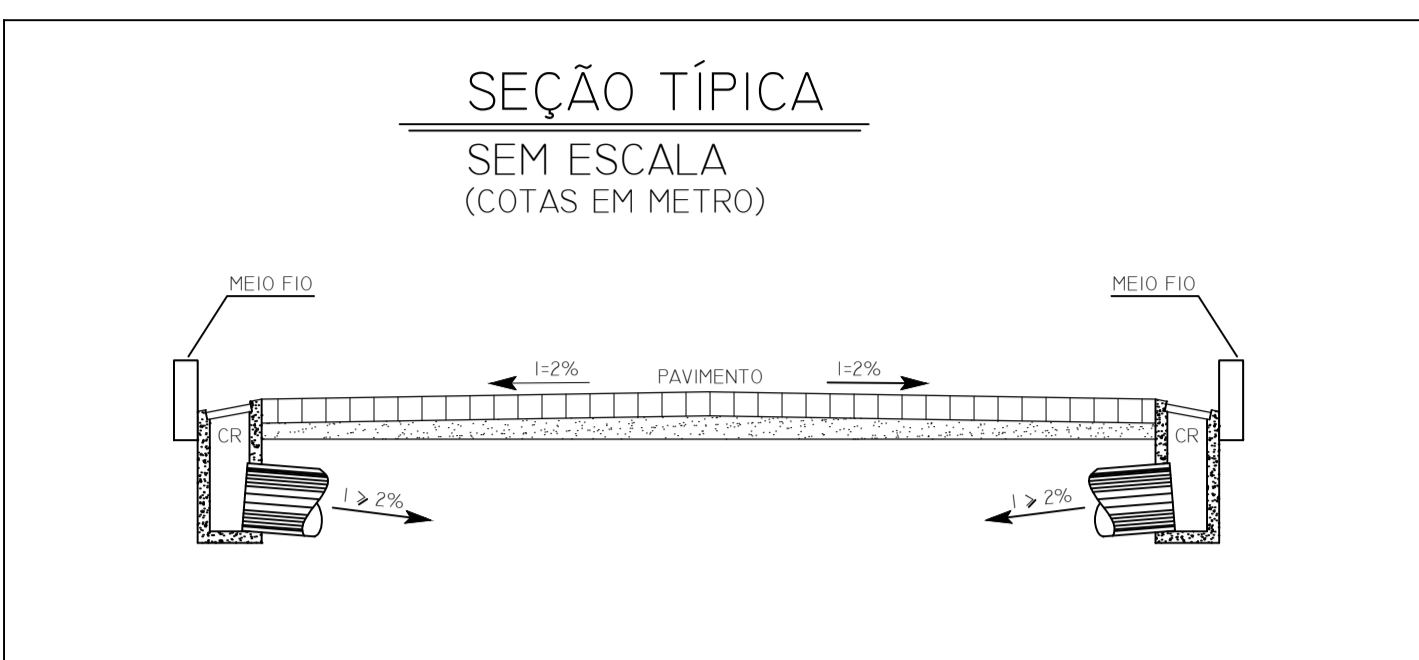 SEÇÃO TÍPICA
SEM ESCALA
(COTAS EM METRO)
MEIO FIO
MEIO FIO
I=2%
PAVIMENTO
I=2%
CR
CR
I ⩾ 2%
I ⩾ 2%